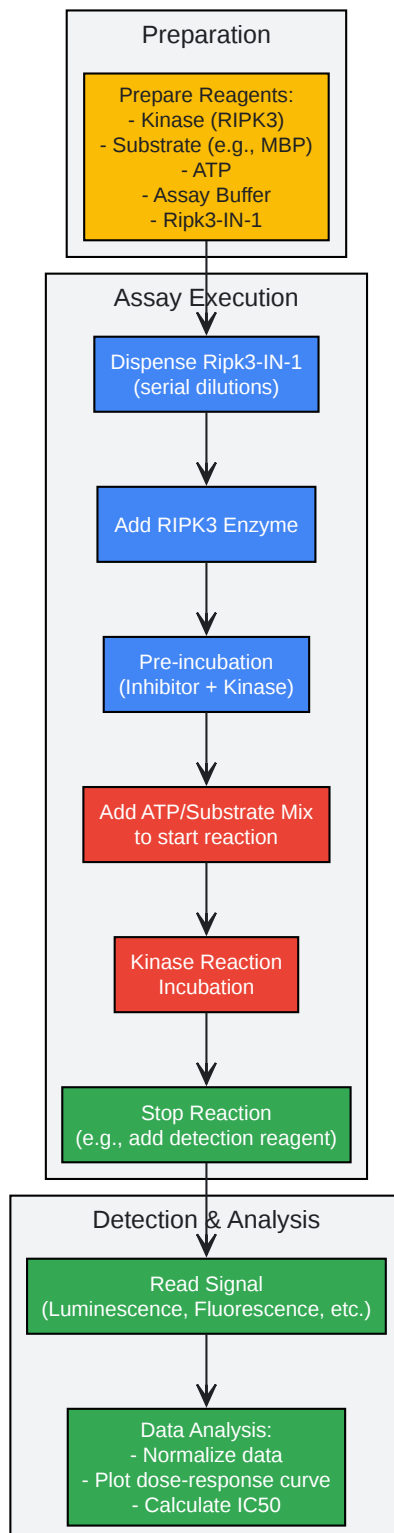 Preparation
Prepare Reagents:
- Kinase (RIPK3)
- Substrate (e.g., MBP)
- ATP
- Assay Buffer
- Ripk3-IN-1
Assay Execution
Dispense Ripk3-IN-1
(serial dilutions)
Add RIPK3 Enzyme
Pre-incubation
(Inhibitor + Kinase)
Add ATP/Substrate Mix
to start reaction
Kinase Reaction
Incubation
Stop Reaction
(e.g., add detection reagent)
Detection & Analysis
Read Signal
(Luminescence, Fluorescence, etc.)
Data Analysis:
- Normalize data
- Plot dose-response curve
- Calculate IC50